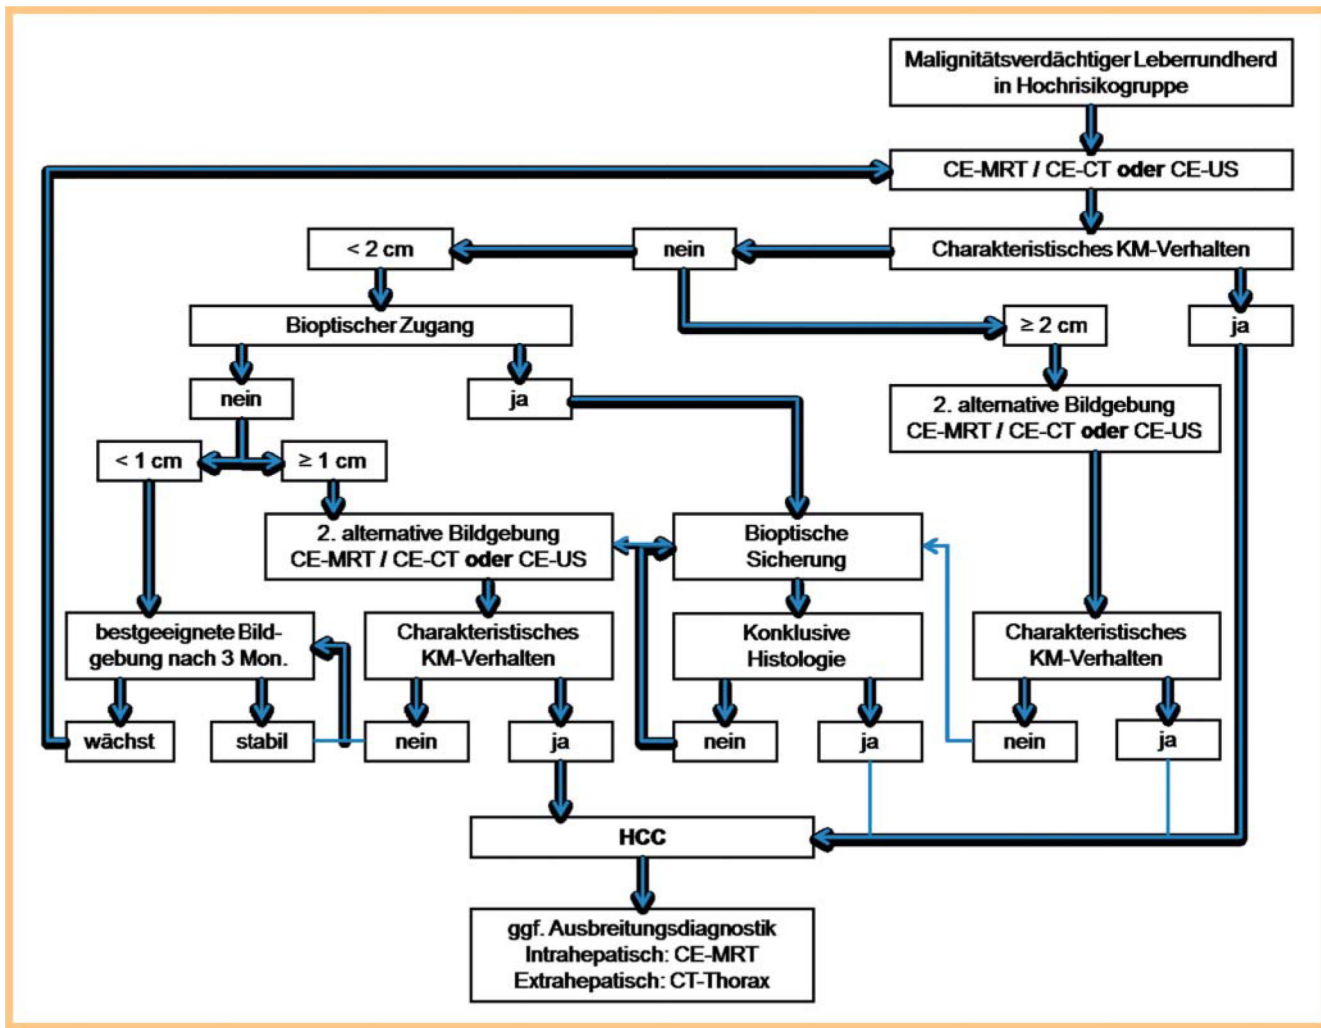 Malignitätsverdächtiger Leberrundherd
in Hochrisikogruppe
CE-MRT / CE-CT oder CE-US
< 2 cm
nein
Charakteristisches KM-Verhalten
Bioptischer Zugang
≥ 2 cm
ja
nein
ja
2. alternative Bildgebung
CE-MRT / CE-CT oder CE-US
< 1 cm
≥ 1 cm
2. alternative Bildgebung
CE-MRT / CE-CT oder CE-US
Bioptische
Sicherung
bestgeeignete Bild-
gebung nach 3 Mon.
Charakteristisches
KM-Verhalten
Konklusive
Histologie
Charakteristisches
KM-Verhalten
wächst
stabil
nein
ja
nein
ja
nein
ja
HCC
ggf. Ausbreitungsdiagnostik
Intrahepatisch: CE-MRT
Extrahepatisch: CT-Thorax